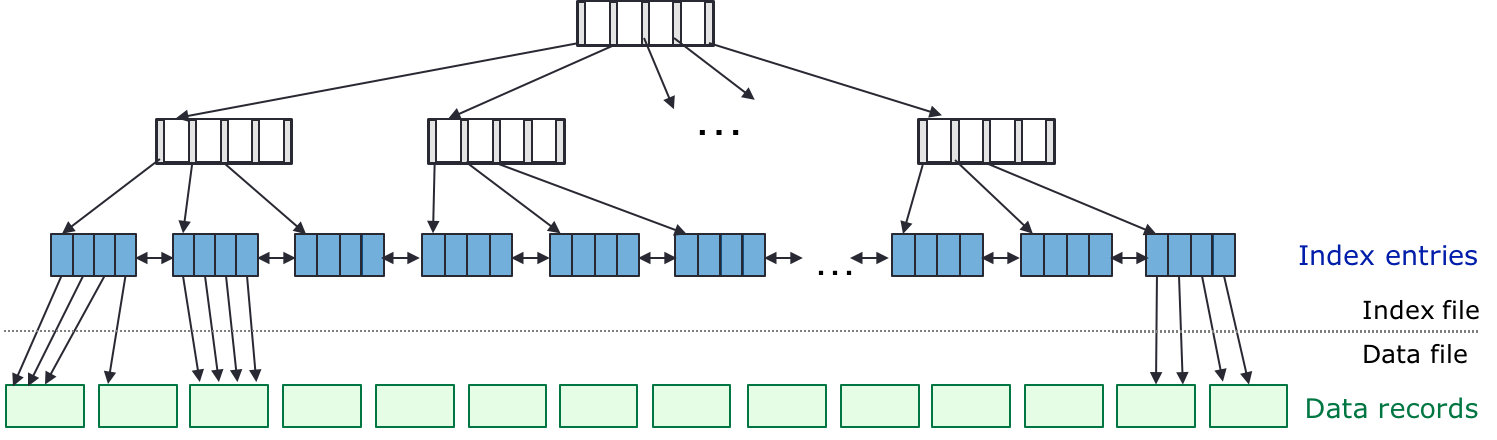 ...
...
Index entries
Index file
Data file
Data records